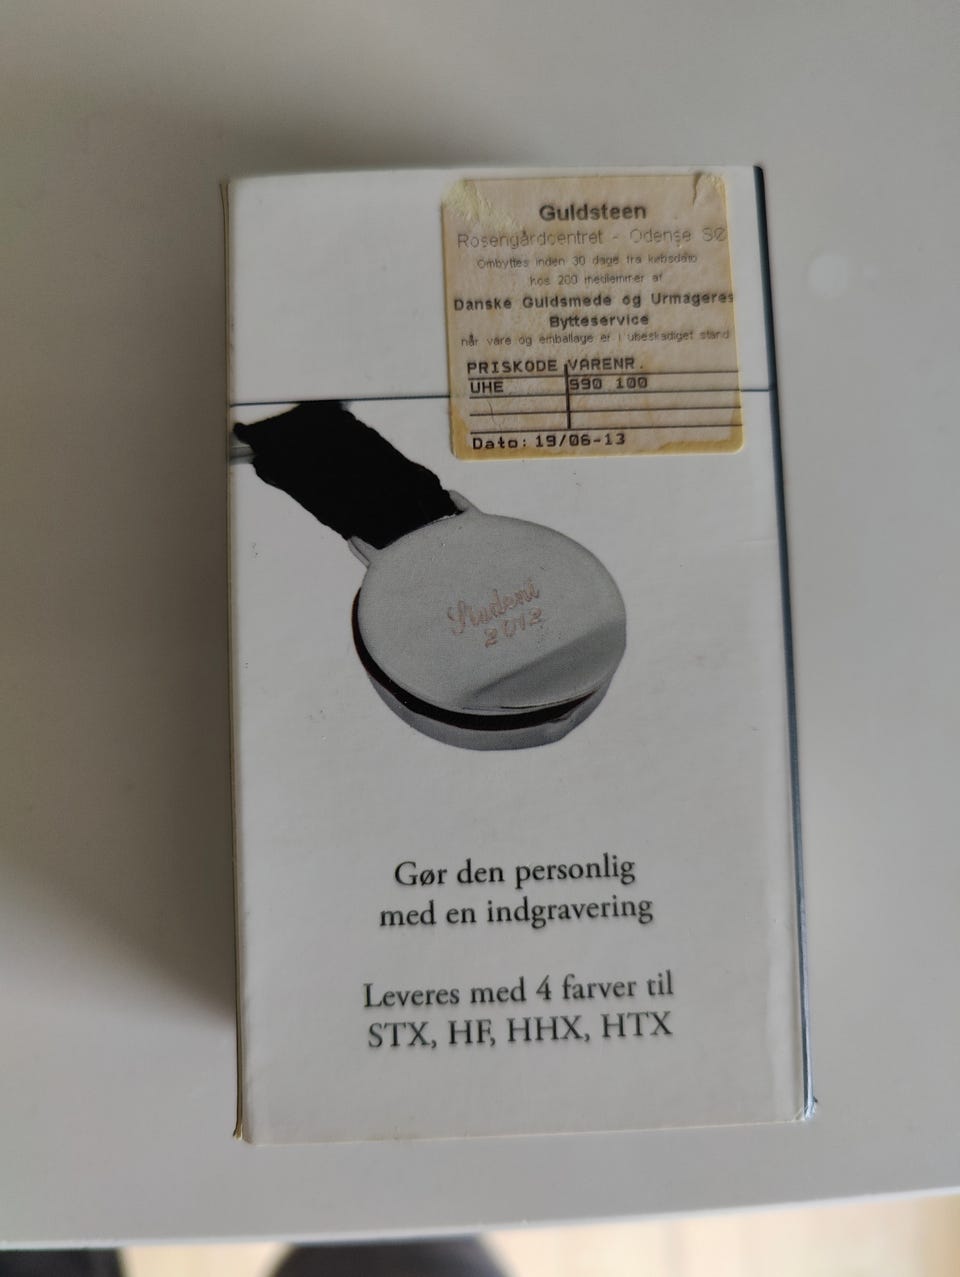 Guldsteen
Rosengårdcentret - Odense SØ
Ombyttes inden 30 dage fra købsdato
hos 200 medlemmer af
Danske Guldsmede og Urmageres
Bytteservice
når vare og emballage er i ubeskadiget stand
PRISKODE VARENR.
UHE 990 100
Dato: 19/06-13
Student
2012
Gør den personlig
med en indgravering
Leveres med 4 farver til
STX, HF, HHX, HTX